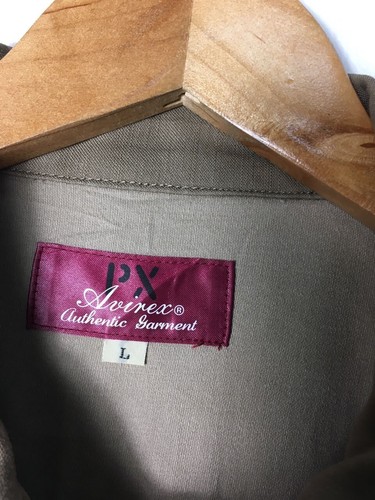 PX
Avirex®
Authentic Garment
L